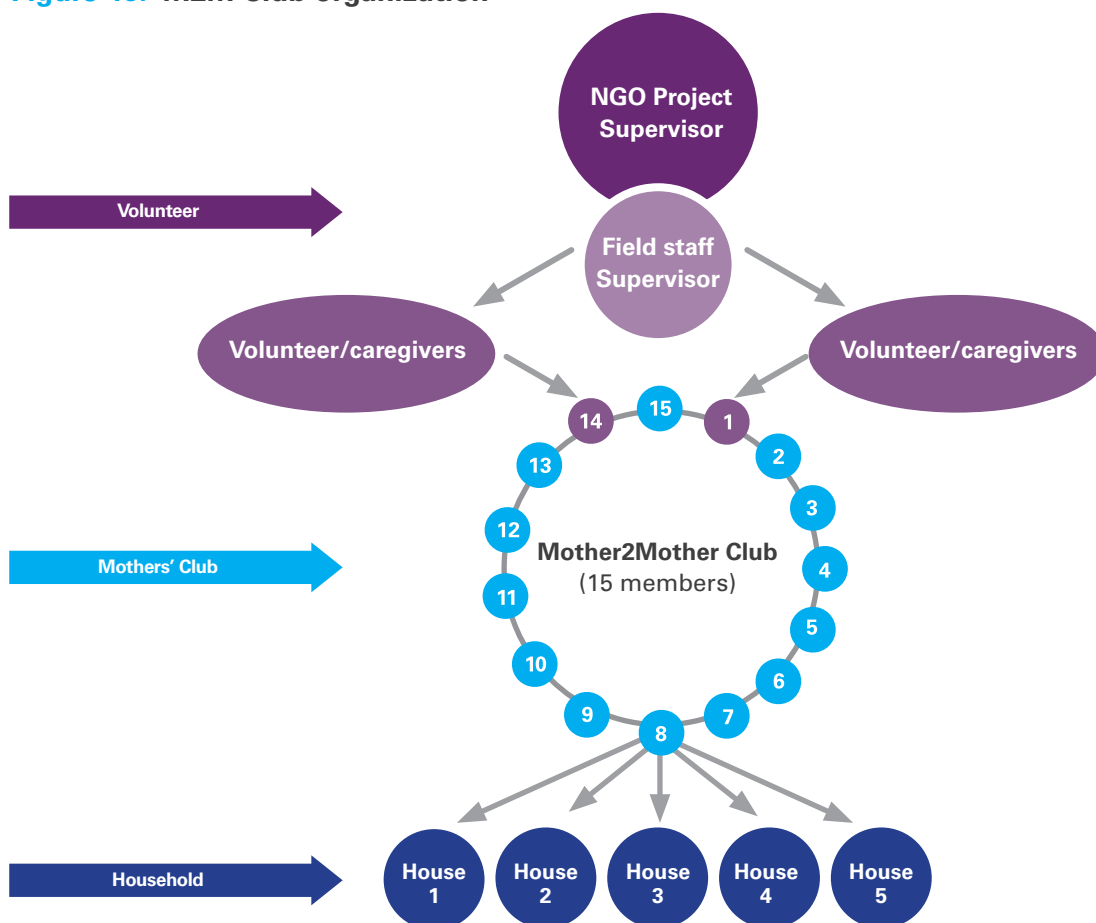 NGO Project
Supervisor
Volunteer
Field staff
Supervisor
Volunteer/caregivers
Volunteer/caregivers
15
14
1
13
2
12
3
Mother2Mother Club
(15 members)
Mothers' Club
4
11
5
10
6
9
7
8
Household
House
1
House
2
House
3
House
4
House
5